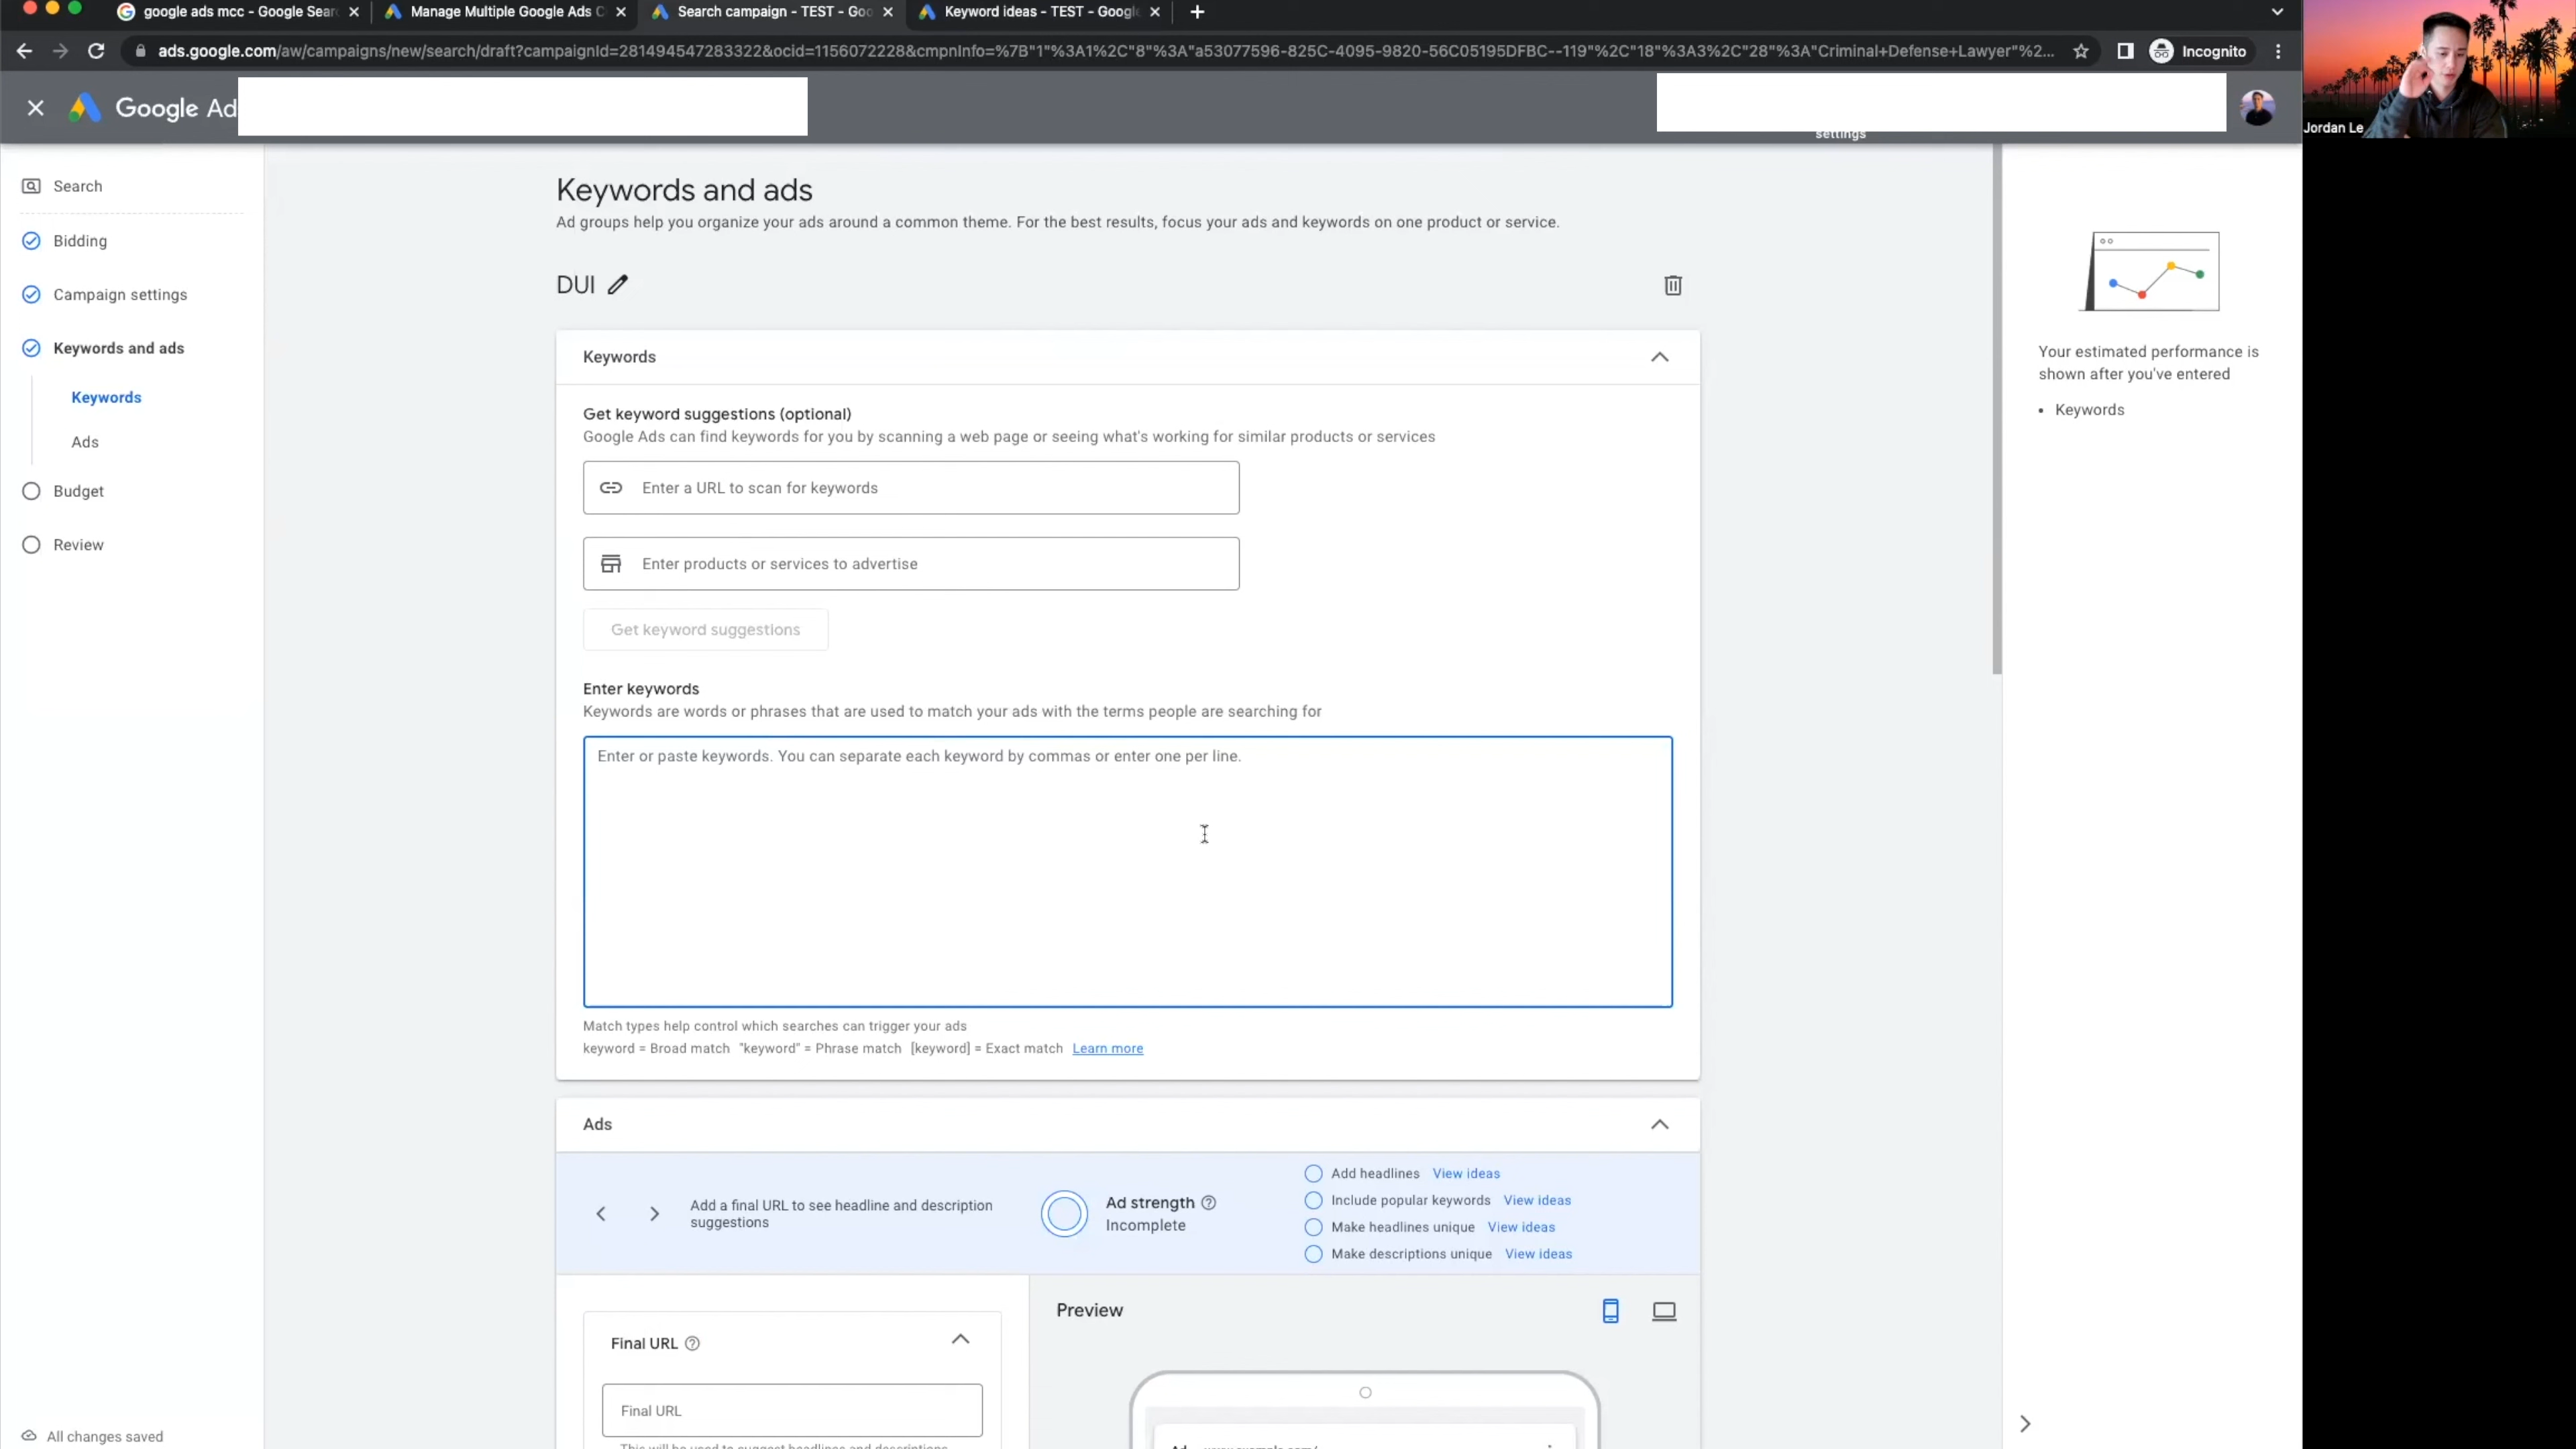 google ads mcc - Google Sear
Manage Multiple Google Ads C
Search campaign - TEST - Goo
Keyword ideas - TEST - Googl
ads.google.com/aw/campaigns/new/search/draft?campaignId=281494547283322&ocid=1156072228&cmpnInfo=%7B"1"%3A1%2C"8"%3A"a53077596-825C-4095-9820-56C05195DFBC--119"%2C"18"%3A3%2C"28"%3A"Criminal+Defense+Lawyer"%2...
Incognito
Google Ad
settings
Jordan Le
Search
Bidding
Campaign settings
Keywords and ads
Keywords
Ads
Budget
Review
All changes saved
Keywords and ads
Ad groups help you organize your ads around a common theme. For the best results, focus your ads and keywords on one product or service.
DUI
Keywords
Get keyword suggestions (optional)
Google Ads can find keywords for you by scanning a web page or seeing what's working for similar products or services
Enter a URL to scan for keywords
Enter products or services to advertise
Get keyword suggestions
Enter keywords
Keywords are words or phrases that are used to match your ads with the terms people are searching for
Enter or paste keywords. You can separate each keyword by commas or enter one per line.
Match types help control which searches can trigger your ads
keyword = Broad match "keyword" = Phrase match [keyword] = Exact match Learn more
Ads
Add a final URL to see headline and description
suggestions
Ad strength
Incomplete
Add headlines View ideas
Include popular keywords View ideas
Make headlines unique View ideas
Make descriptions unique View ideas
Final URL
Final URL
Preview
Your estimated performance is
shown after you've entered
• Keywords